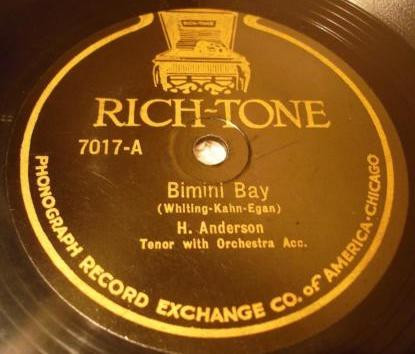 RICH-TONE
RICH-TONE
7017-A
Bimini Bay
(Whiting-Kahn-Egan)
H. Anderson
Tenor with Orchestra Acc.
PHONOGRAPH RECORD EXCHANGE CO. of AMERICA·CHICAGO